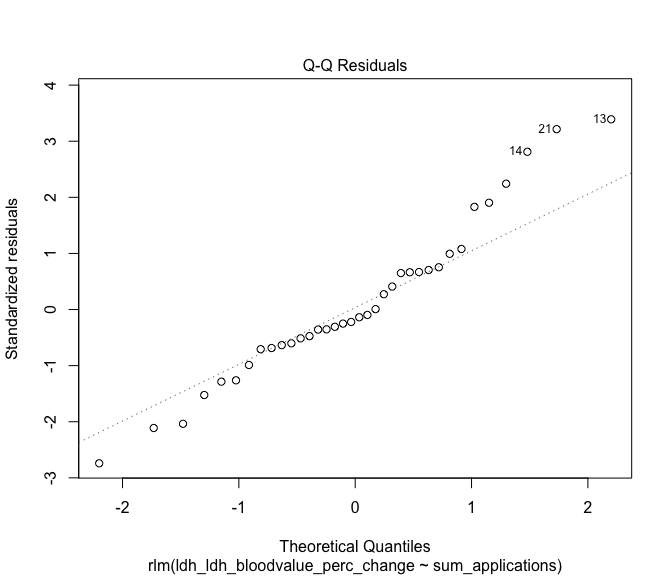 Q-Q Residuals
4
3
2
1
0
-1
-2
-3
Standardized residuals
13
21
14
-2 -1 0 1 2
Theoretical Quantiles
rlm(ldh_ldh_bloodvalue_perc_change ~ sum_applications)